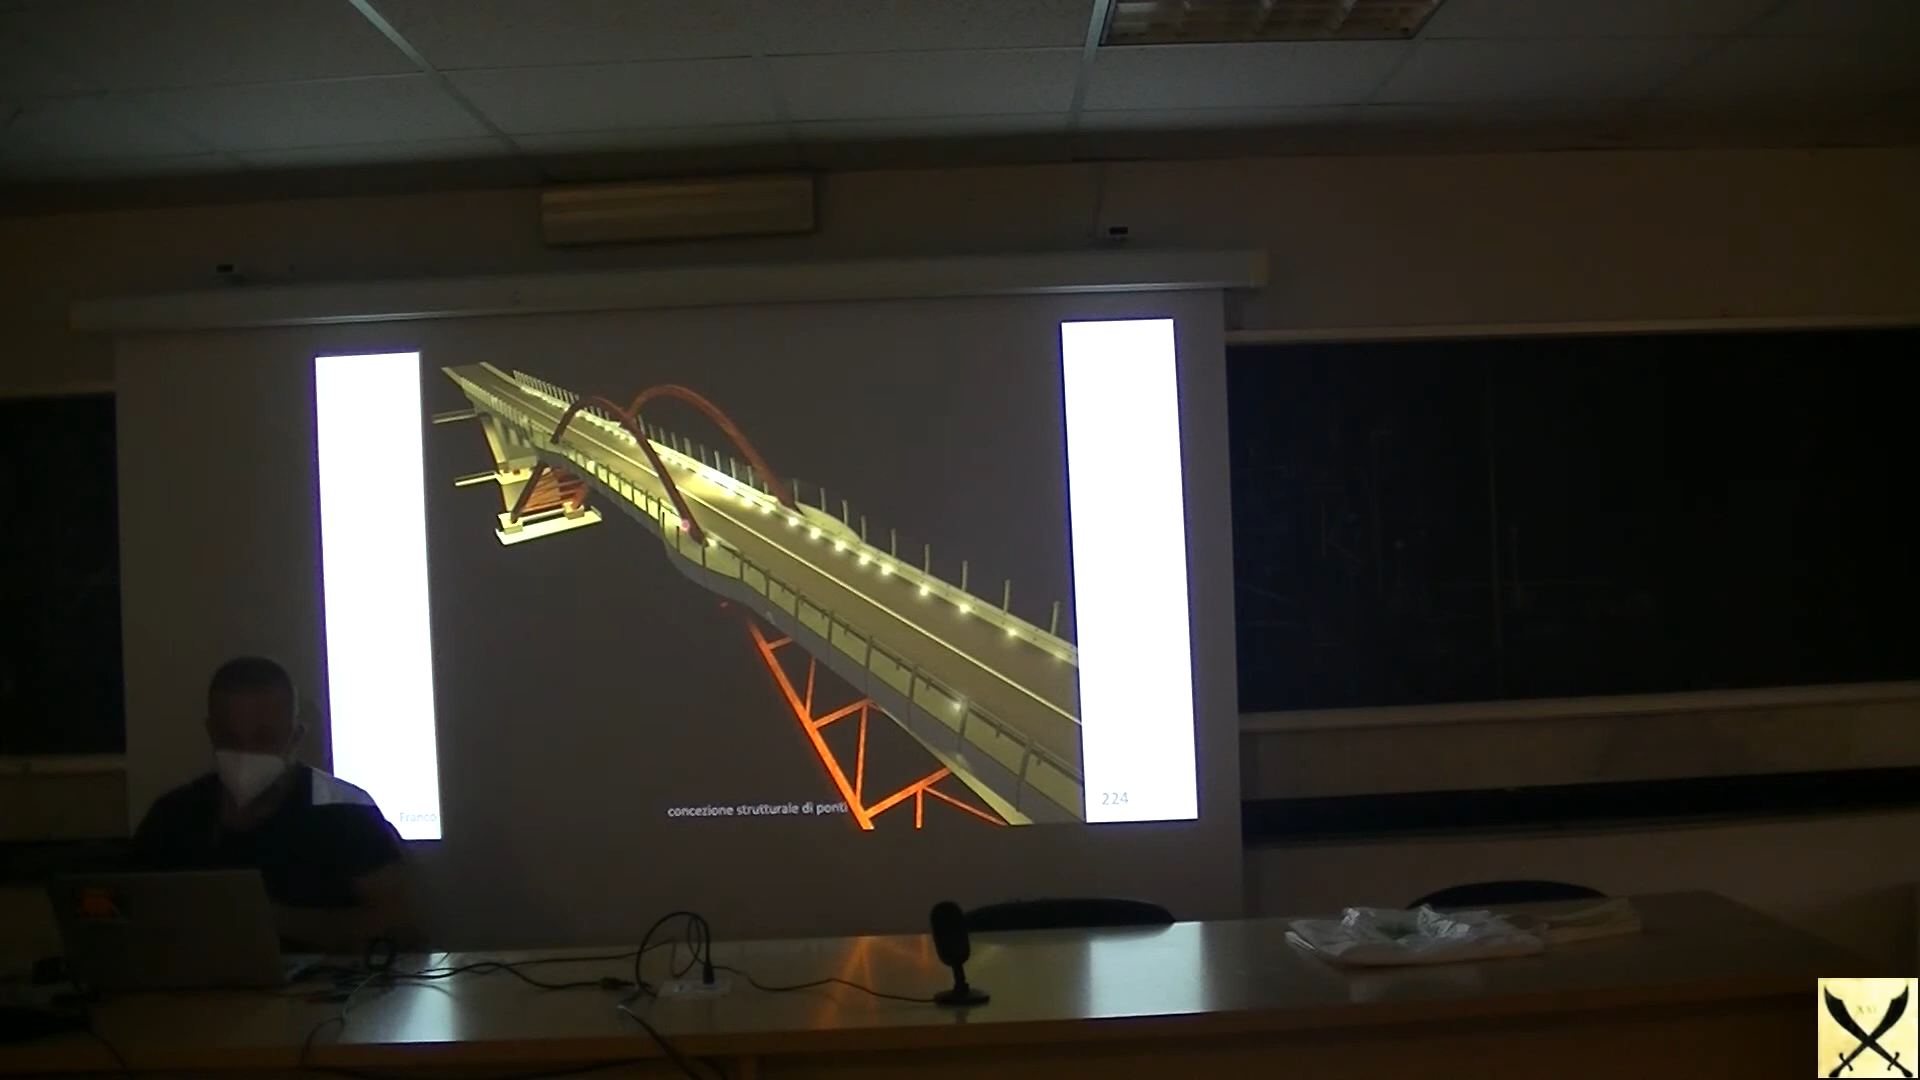 Franco
concezione strutturale di ponti
224